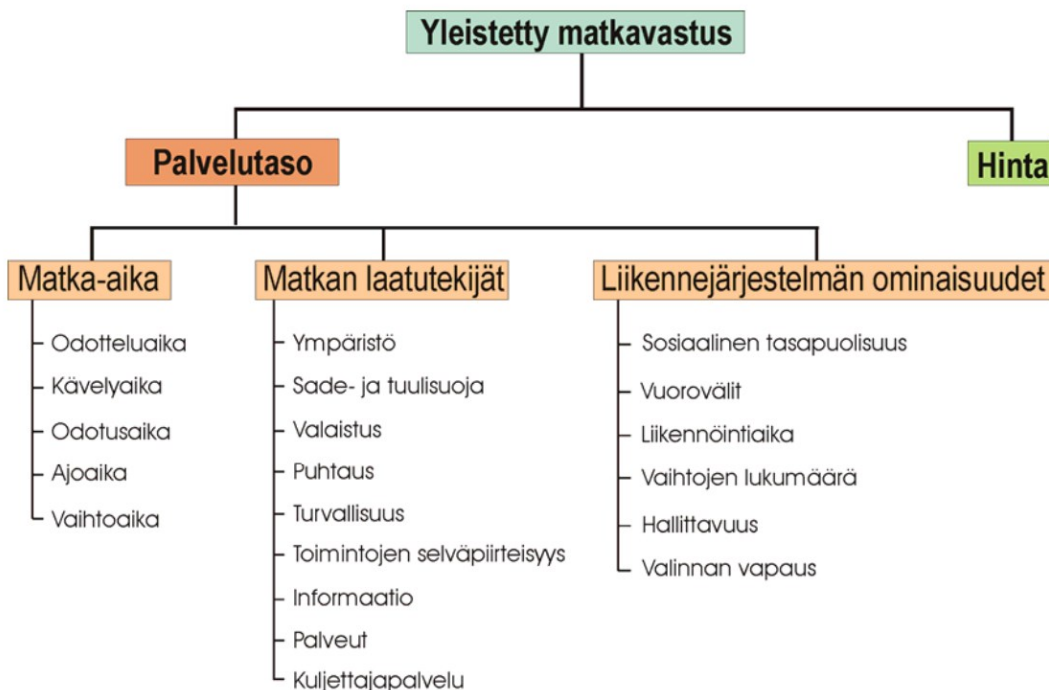 Yleistetty matkavastus
Palvelutaso
Hinta
Matka-aika
Odotteluaika
Kävelyaika
Odotusaika
Ajoaika
Vaihtoaika
Matkan laatutekijät
Ympäristö
Sade- ja tuulisuoja
Valaistus
Puhtaus
Turvallisuus
Toimintojen selväpiirteisyys
Informaatio
Palveut
Kuljettajapalvelu
Liikennejärjestelmän ominaisuudet
Sosiaalinen tasapuolisuus
Vuorovälit
Liikennöintiaika
Vaihtojen lukumäärä
Hallittavuus
Valinnan vapaus